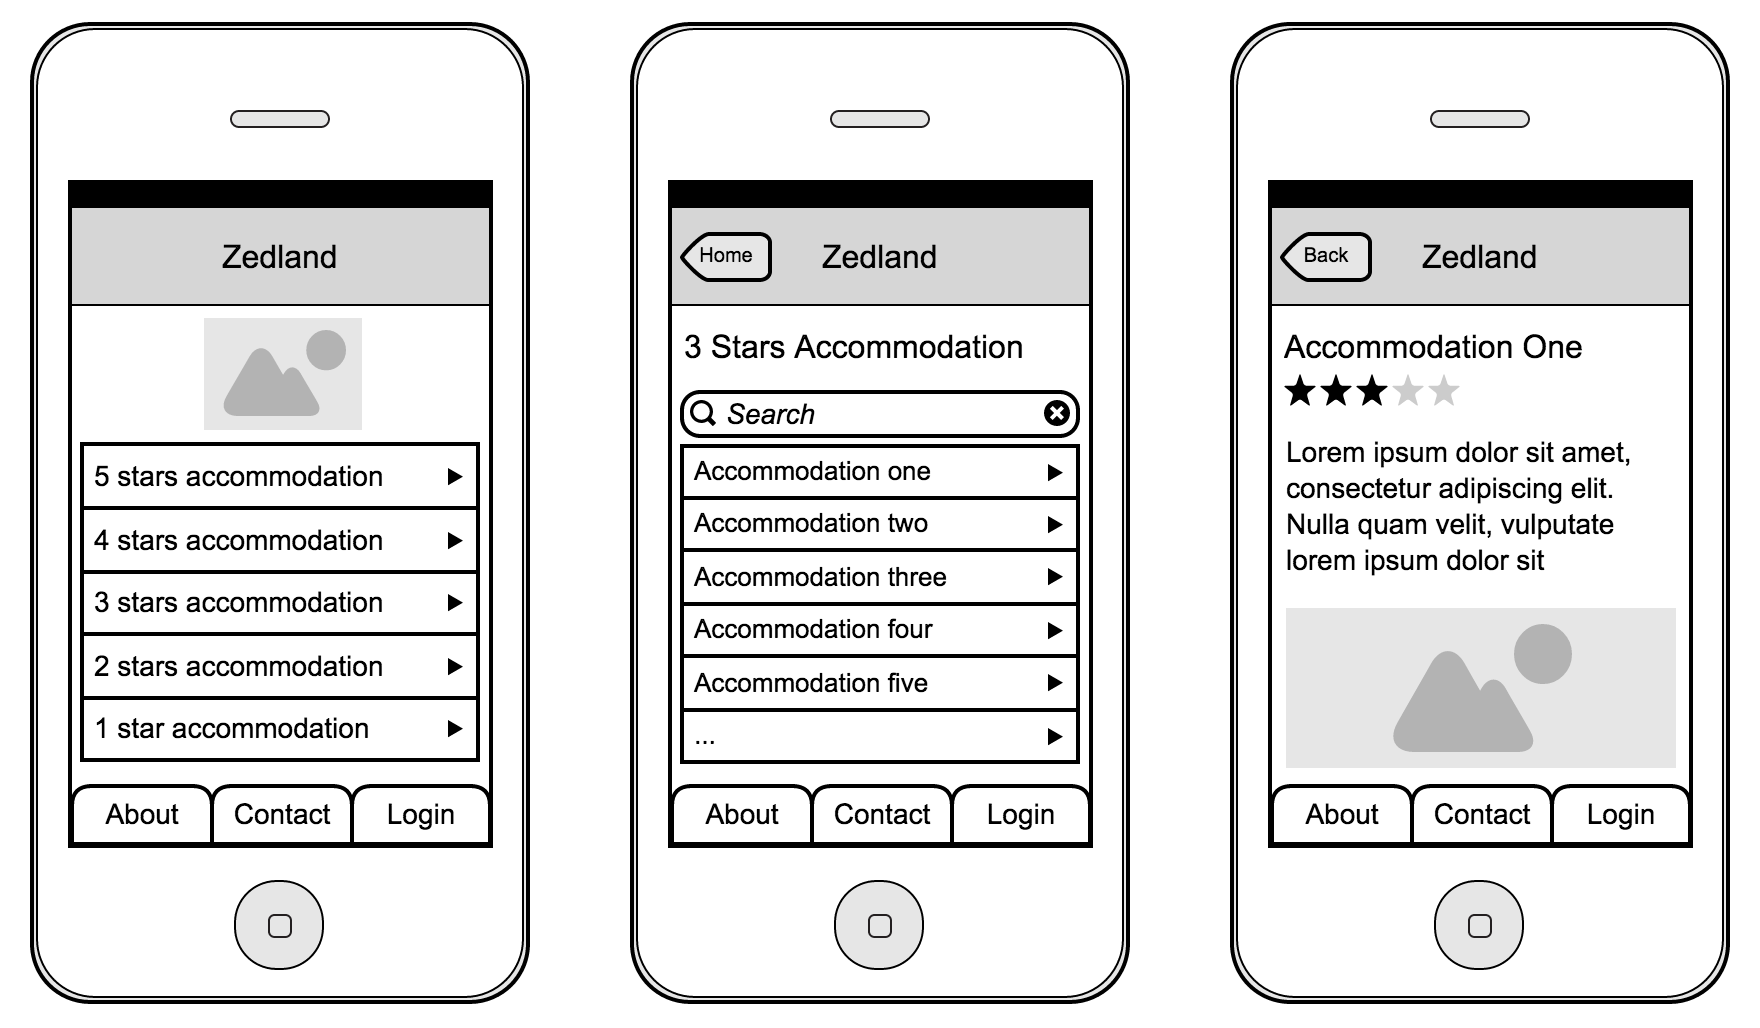 Zedland
5 stars accommodation
4 stars accommodation
3 stars accommodation
2 stars accommodation
1 star accommodation
About Contact Login
Home Zedland
3 Stars Accommodation
Search
Accommodation one
Accommodation two
Accommodation three
Accommodation four
Accommodation five
...
About Contact Login
Back Zedland
Accommodation One
Lorem ipsum dolor sit amet,
consectetur adipiscing elit.
Nulla quam velit, vulputate
lorem ipsum dolor sit
About Contact Login